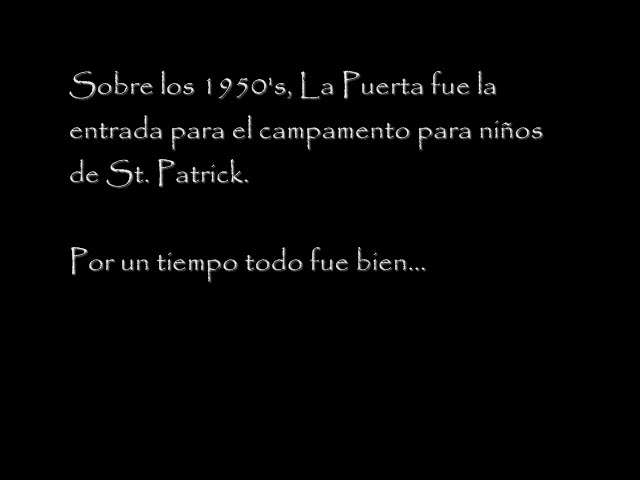 Sobre los 1950's, La Puerta fue la
entrada para el campamento para niños
de St. Patrick.
Por un tiempo todo fue bien...